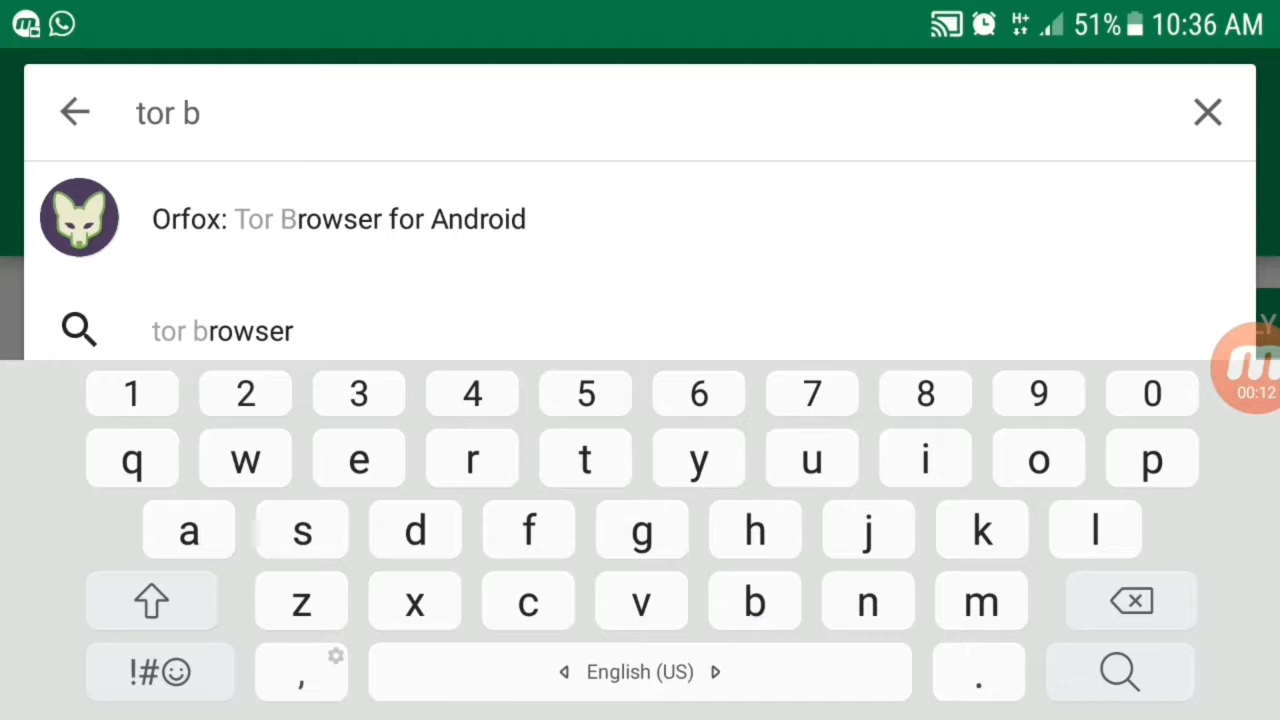 H+ 51% 10:36 AM
tor b
Orfox: Tor Browser for Android
tor browser
LY
00:12
1 2 3 4 5 6 7 8 9 0
q w e r t y u i o p
a s d f g h j k l
z x c v b n m
!#☺ , English (US) .